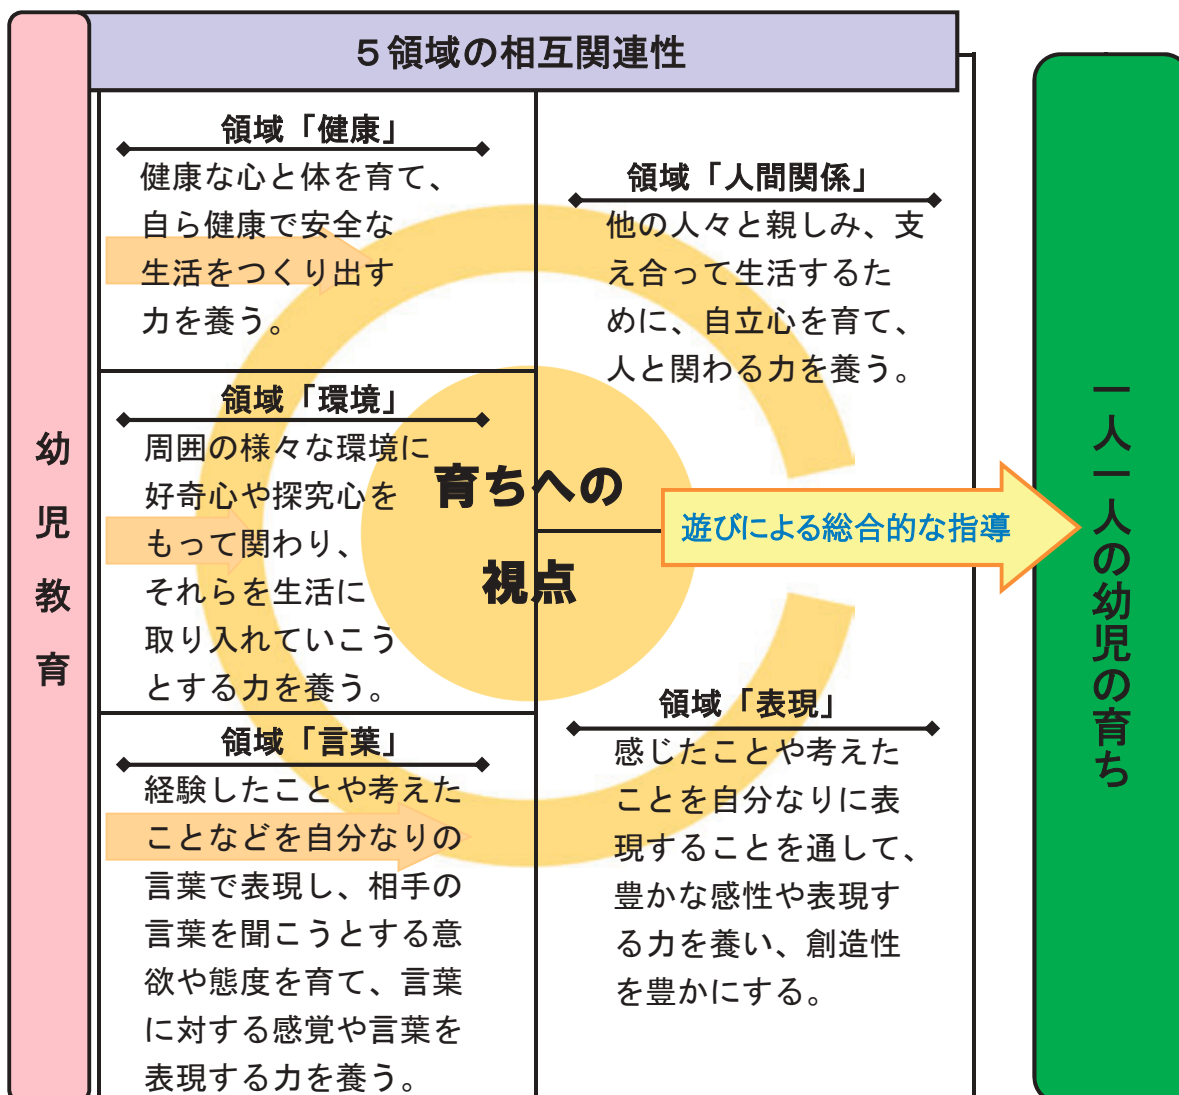 5領域の相互関連性
幼児教育
領域「健康」
健康な心と体を育て、
自ら健康で安全な
生活をつくり出す
力を養う。
領域「環境」
周囲の様々な環境に
好奇心や探究心を
もって関わり、
それらを生活に
取り入れていこう
とする力を養う。
領域「言葉」
経験したことや考えた
ことなどを自分なりの
言葉で表現し、相手の
言葉を聞こうとする意
欲や態度を育て、言葉
に対する感覚や言葉を
表現する力を養う。
領域「人間関係」
他の人々と親しみ、支
え合って生活するた
めに、自立心を育て、
人と関わる力を養う。
育ちへの
視点
遊びによる総合的な指導
領域「表現」
感じたことや考えた
ことを自分なりに表
現することを通して、
豊かな感性や表現す
る力を養い、創造性
を豊かにする。
一人一人の幼児の育ち